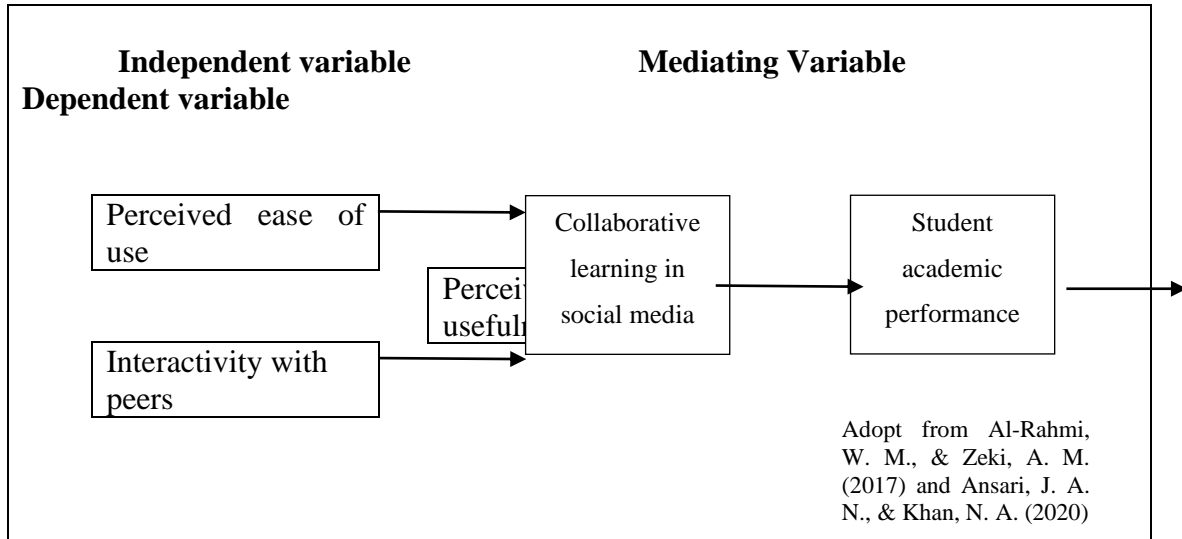 Independent variable Mediating Variable
Dependent variable
Perceived ease of
use
Interactivity with
peers
Collaborative
learning in
social media
Student
academic
performance
Adopt from Al-Rahmi,
W. M., & Zeki, A. M.
(2017) and Ansari, J. A.
N., & Khan, N. A. (2020)